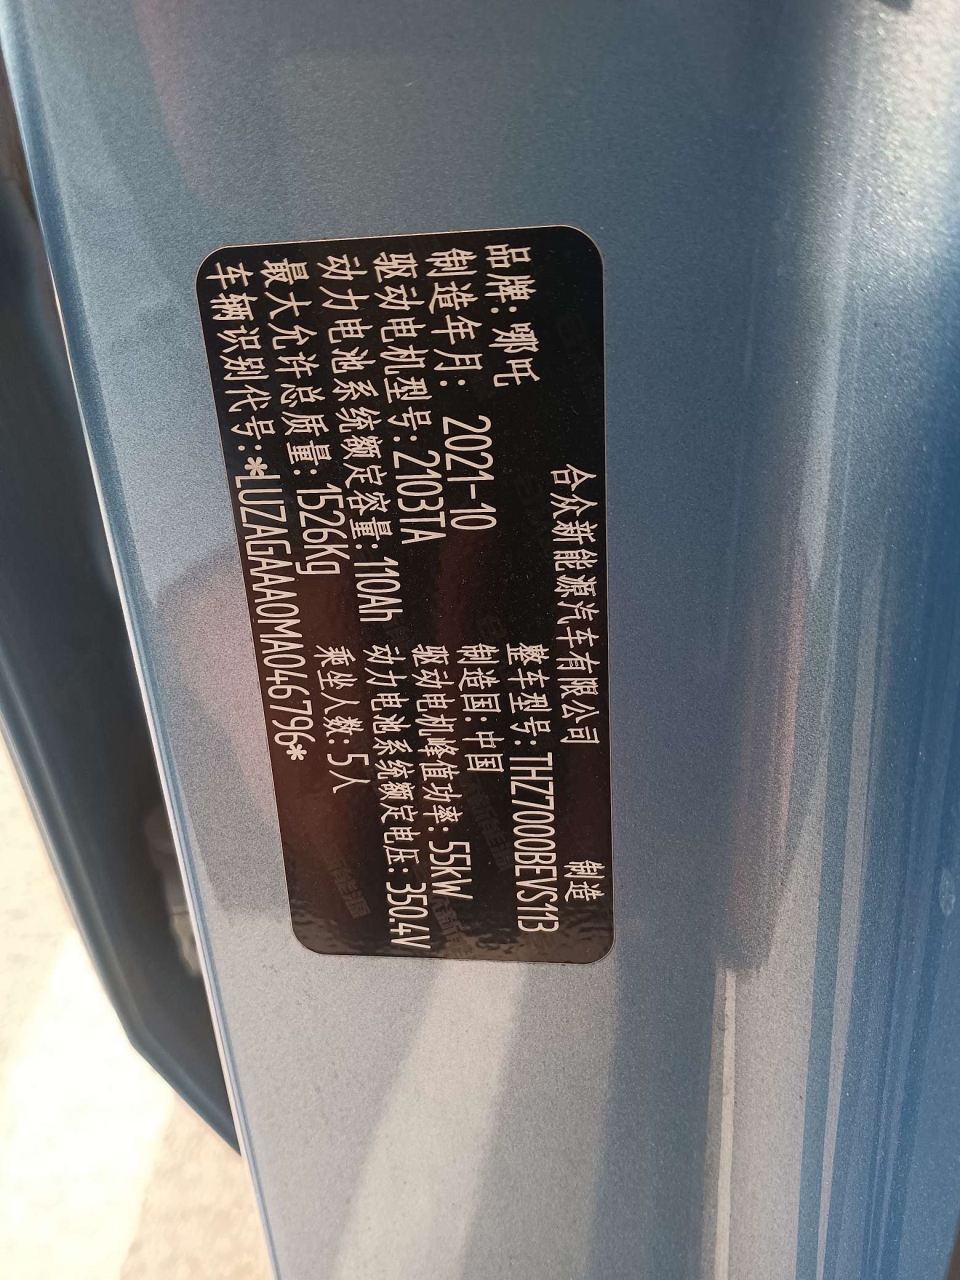 合众新能源汽车有限公司 制造
品牌:哪吒 整车型号:THZ7000BEVS113
制造年月: 2021-10 制造国:中国
驱动电机型号:2103TA 驱动电机峰值功率:55kW
动力电池系统额定容量:110Ah 动力电池系统额定电压:350.4V
最大允许总质量:1526Kg 乘坐人数:5人
车辆识别代号:*LUZAGAAA0MA046796*